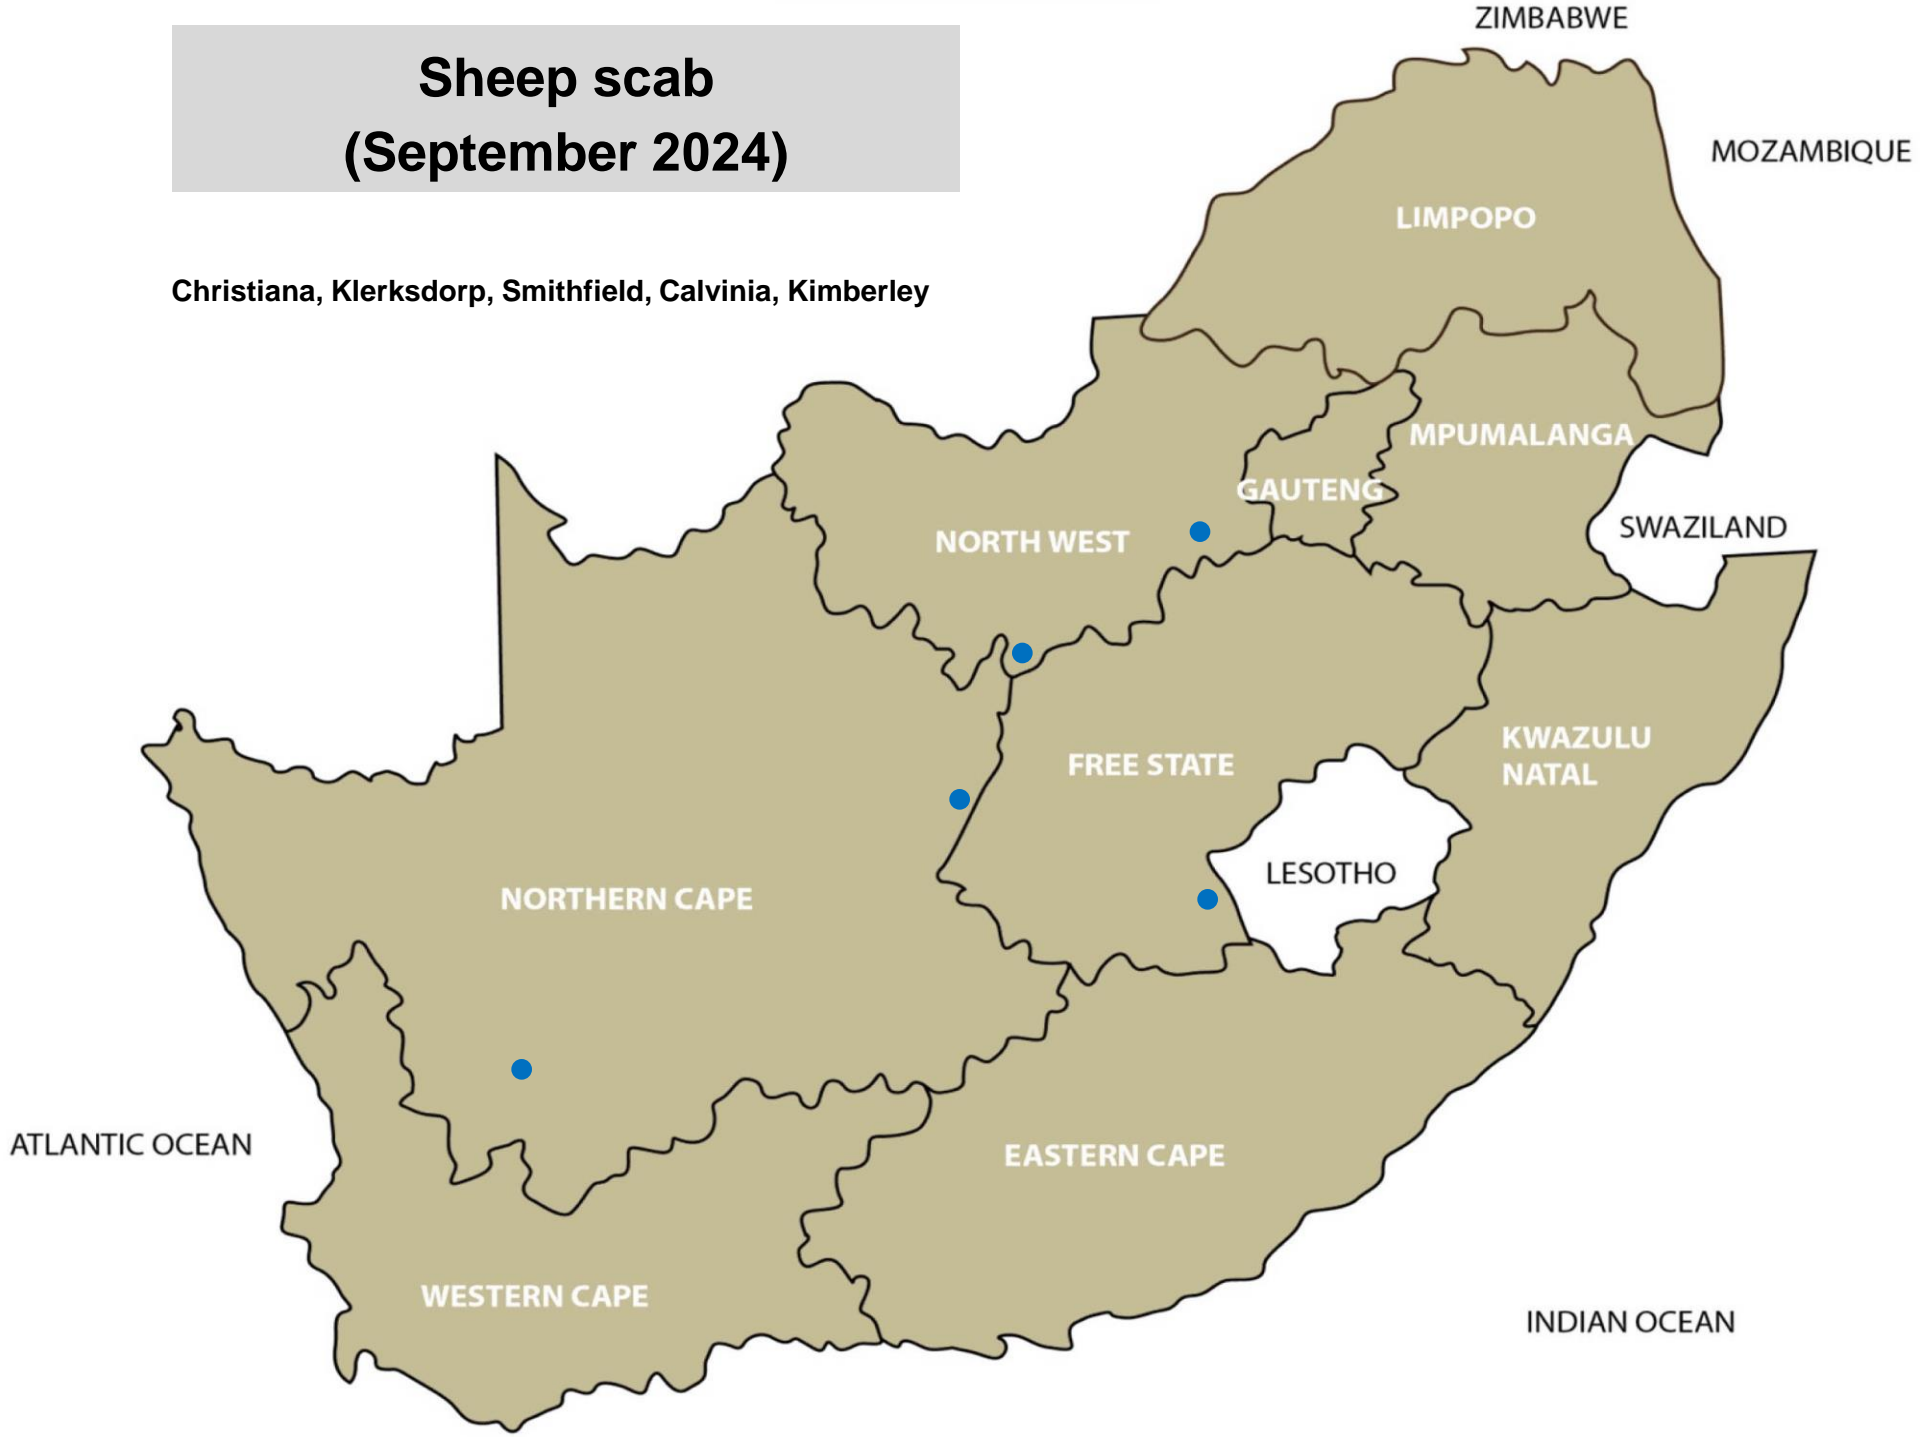 Sheep scab
(September 2024)
Christiana, Klerksdorp, Smithfield, Calvinia, Kimberley
ZIMBABWE
MOZAMBIQUE
LIMPOPO
MPUMALANGA
GAUTENG
NORTH WEST
SWAZILAND
KWAZULU
NATAL
FREE STATE
LESOTHO
NORTHERN CAPE
ATLANTIC OCEAN
EASTERN CAPE
WESTERN CAPE
INDIAN OCEAN